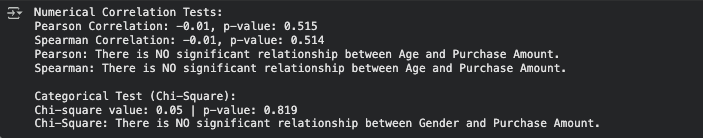 Numerical Correlation Tests:
Pearson Correlation: -0.01, p-value: 0.515
Spearman Correlation: -0.01, p-value: 0.514
Pearson: There is NO significant relationship between Age and Purchase Amount.
Spearman: There is NO significant relationship between Age and Purchase Amount.
Categorical Test (Chi-Square):
Chi-square value: 0.05 | p-value: 0.819
Chi-Square: There is NO significant relationship between Gender and Purchase Amount.